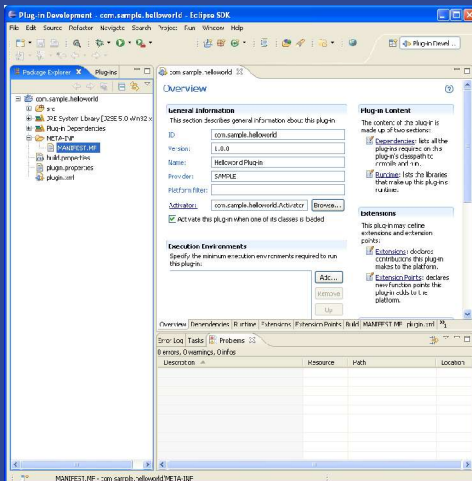 Plug-in Development - com.sample.helloworld - Eclipse SDK
File Edit Source Refactor Navigate Search Project Run Window Help
Plug-in Devel...
Package Explorer Plug-ins
com.sample.helloworld
src
JRE System Library [J2SE 5.0 Win32 x
Plug-in Dependencies
META-INF
MANIFEST.MF
build.properties
plugin.properties
plugin.xml
com.sample.helloworld
Overview
General Information
This section describes general information about this plug-in
ID: com.sample.helloworld
Version: 1.0.0
Name: Helloworld Plug-in
Provider: SAMPLE
Platform filter:
Activator: com.sample.helloworld.Activator Browse...
Activate this plug-in when one of its classes is loaded
Execution Environments
Specify the minimum execution environments required to run
this plug-in.
Add...
Remove
Up
Plug-in Content
The content of the plug-in is
made up of two sections:
Dependencies: lists all the
plug-ins required on this
plug-in's classpath to
compile and run.
Runtime: lists the libraries
that make up this plug-in's
runtime.
Extensions
This plug-in may define
extensions and extension
points:
Extensions: declares
contributions this plug-in
makes to the platform.
Extension Points: declares
new function points this
plug-in adds to the
platform.
Overview Dependencies Runtime Extensions Extension Points Build MANIFEST.MF plugin.xml »1
Error Log Tasks Problems
0 errors, 0 warnings, 0 infos
Description Resource Path Location
MANIFEST.MF - com.sample.helloworld/META-INF